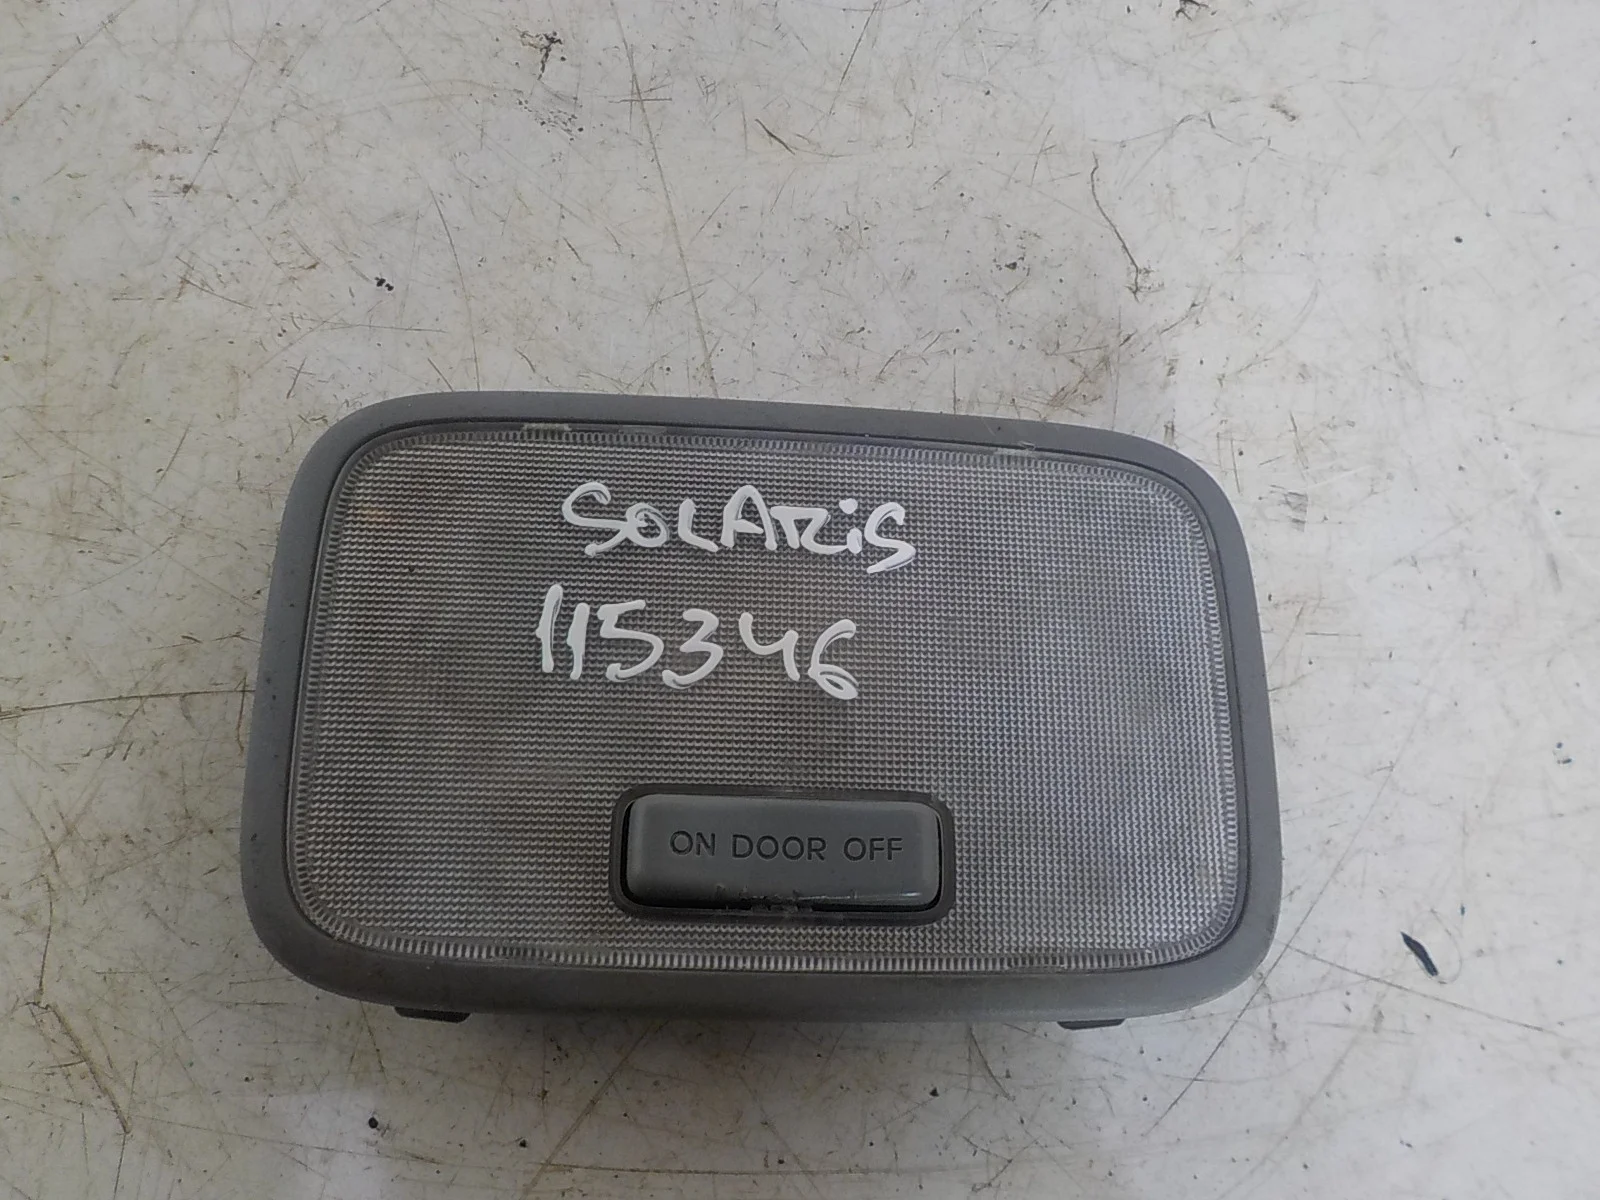 SOLARiS
115346
ON DOOR OFF